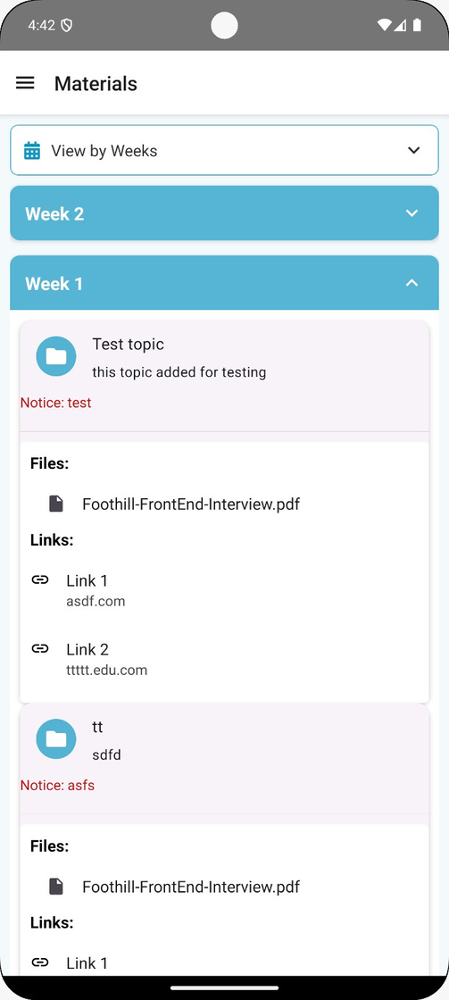 4:42
Materials
View by Weeks
Week 2
Week 1
Test topic
this topic added for testing
Notice: test
Files:
Foothill-FrontEnd-Interview.pdf
Links:
Link 1
asdf.com
Link 2
ttttt.edu.com
tt
sdfd
Notice: asfs
Files:
Foothill-FrontEnd-Interview.pdf
Links:
Link 1